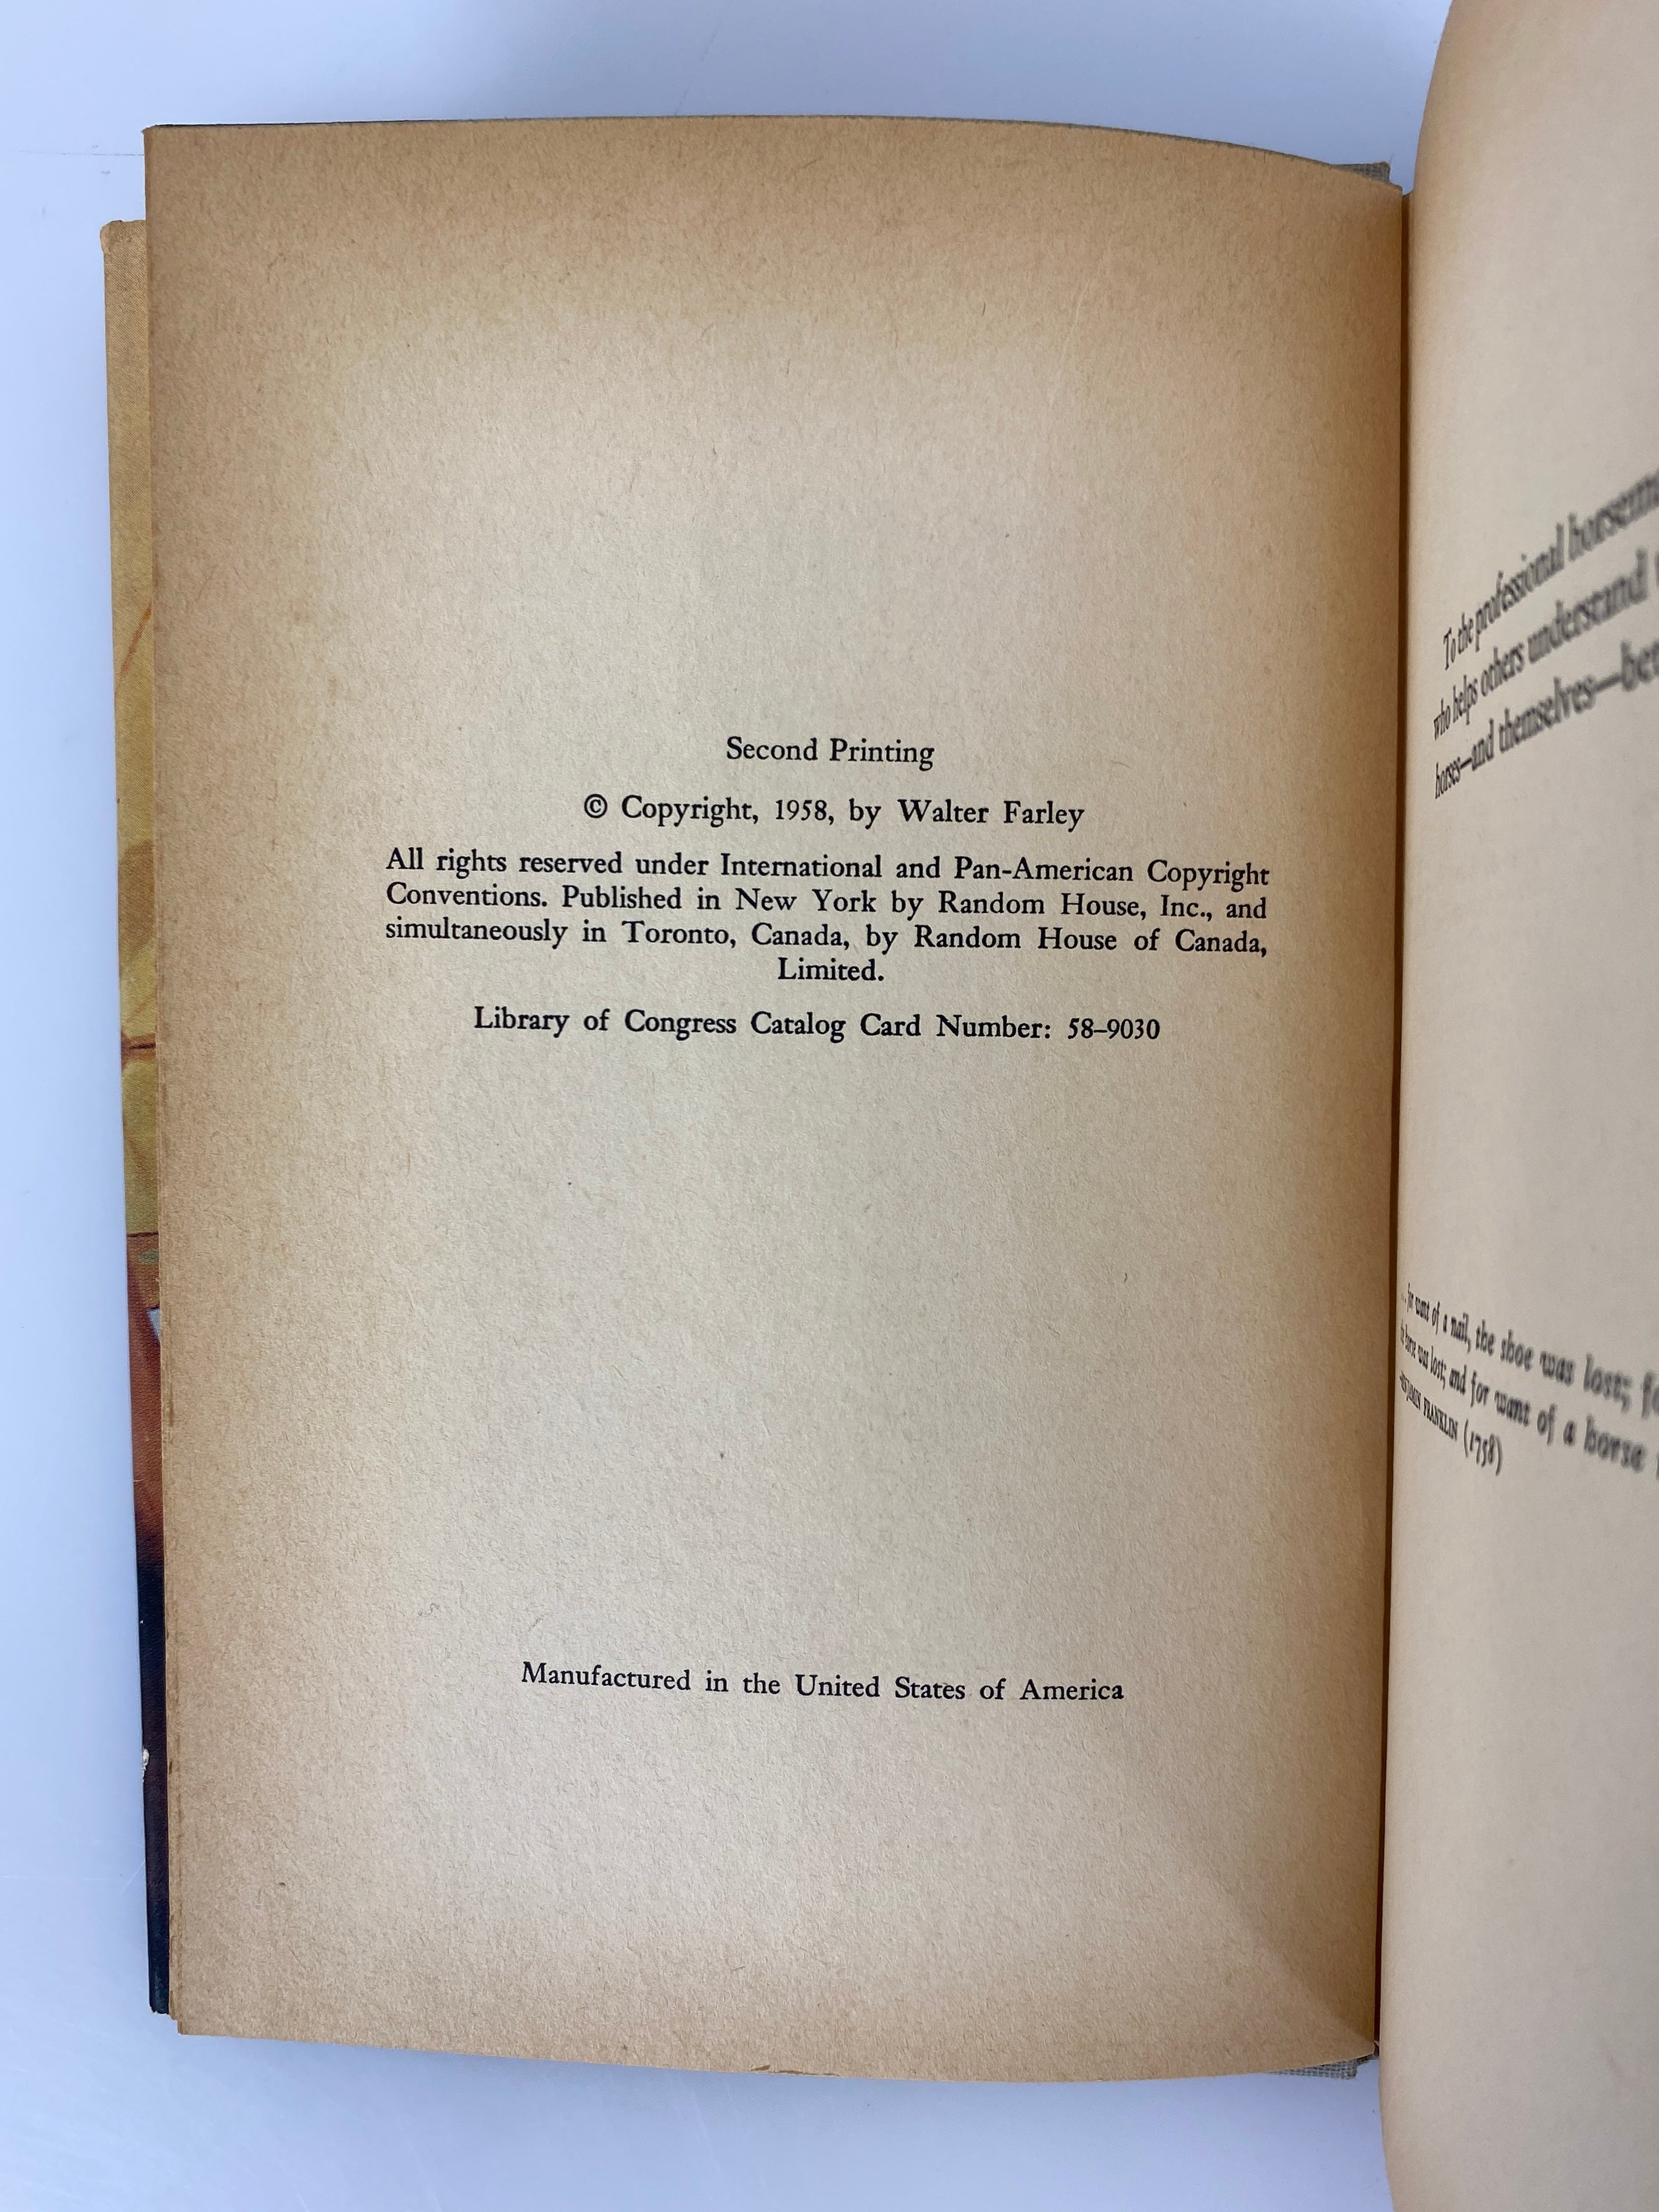 Second Printing
© Copyright, 1958, by Walter Farley
All rights reserved under International and Pan-American Copyright
Conventions. Published in New York by Random House, Inc., and
simultaneously in Toronto, Canada, by Random House of Canada,
Limited.
Library of Congress Catalog Card Number: 58–9030
Manufactured in the United States of America
To the professional
who helps others understand
horses—and themselves—
. . . for want of a nail, the shoe was lost;
horse was lost; and for want of a horse
FRANKLIN (1758)